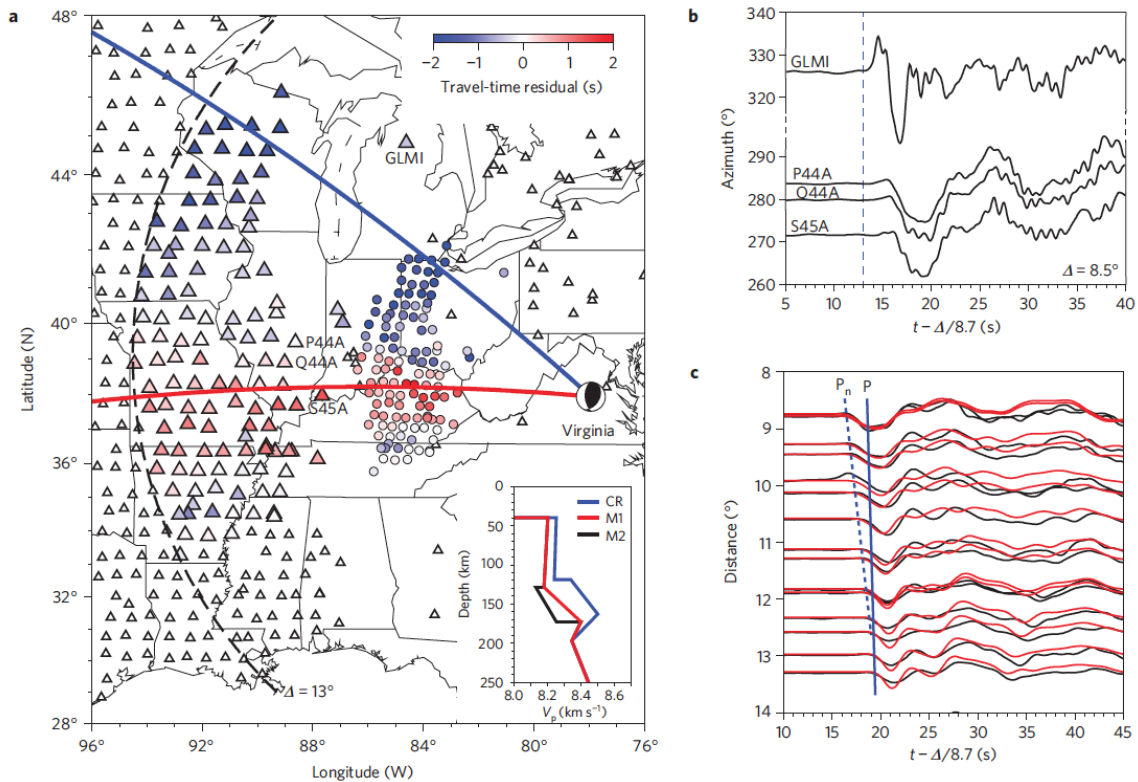 a
48°
44°
40°
36°
32°
28°
Latitude (N)
96°
92°
88°
84°
80°
76°
Longitude (W)
−2 −1 0 1 2
Travel-time residual (s)
GLMI
P44A
Q44A
S45A
Virginia
Δ = 13°
0
50
100
150
200
250
Depth (km)
CR
M1
M2
8.0 8.2 8.4 8.6
Vp (km s−1)
b
340
330
320
290
280
270
260
Azimuth (°)
GLMI
P44A
Q44A
S45A
Δ = 8.5°
5 10 15 20 25 30 35 40
t − Δ/8.7 (s)
c
Pn P
8
9
10
11
12
13
14
Distance (°)
10 15 20 25 30 35 40 45
t − Δ/8.7 (s)